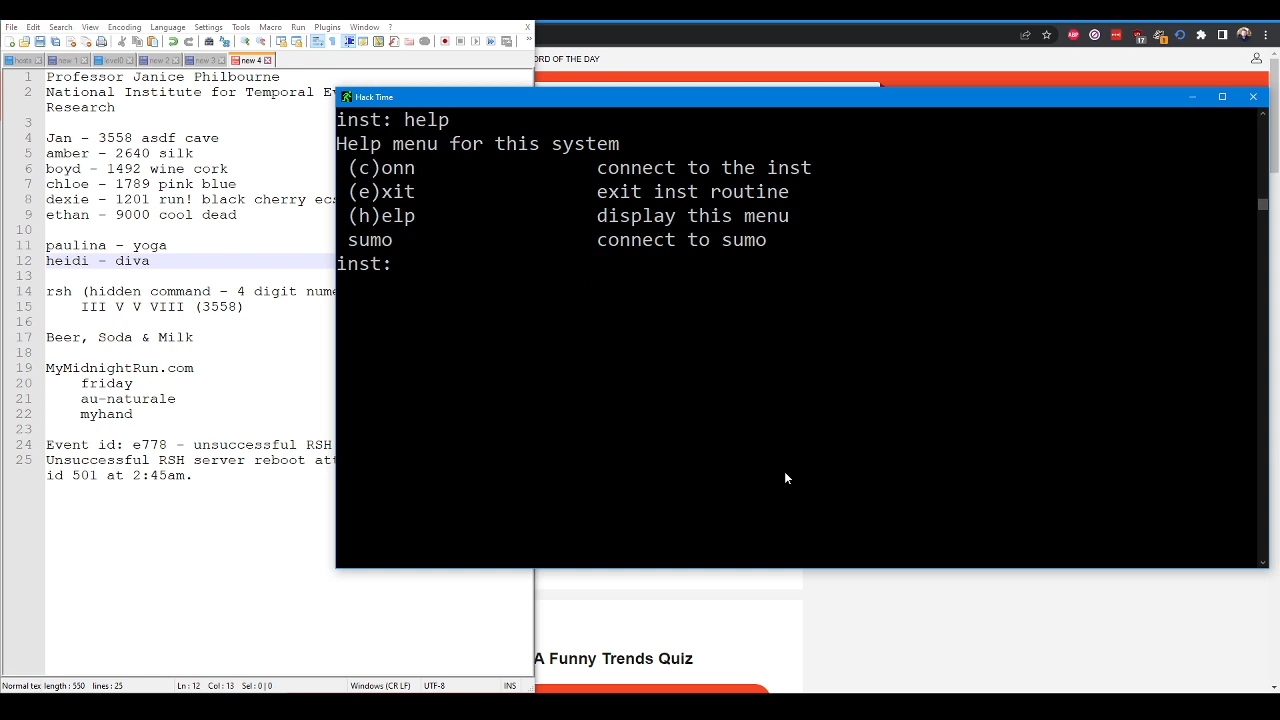 File Edit Search View Encoding Language Settings Tools Macro Run Plugins Window ? X
hosts new 1 level0 new 2 new 3 new 4
1 Professor Janice Philbourne
2 National Institute for Temporal Ev
Research
3
4 Jan - 3558 asdf cave
5 amber - 2640 silk
6 boyd - 1492 wine cork
7 chloe - 1789 pink blue
8 dexie - 1201 run! black cherry ecs
9 ethan - 9000 cool dead
10
11 paulina - yoga
12 heidi - diva
13
14 rsh (hidden command - 4 digit nume
15 III V V VIII (3558)
16
17 Beer, Soda & Milk
18
19 MyMidnightRun.com
20 friday
21 au-naturale
22 myhand
23
24 Event id: e778 - unsuccessful RSH
25 Unsuccessful RSH server reboot att
id 501 at 2:45am.
Normal tex length : 550 lines : 25 Ln : 12 Col : 13 Sel : 0 | 0 Windows (CR LF) UTF-8 INS
ABP 17
ORD OF THE DAY
Hack Time
inst: help
Help menu for this system
(c)onn connect to the inst
(e)xit exit inst routine
(h)elp display this menu
sumo connect to sumo
inst:
A Funny Trends Quiz